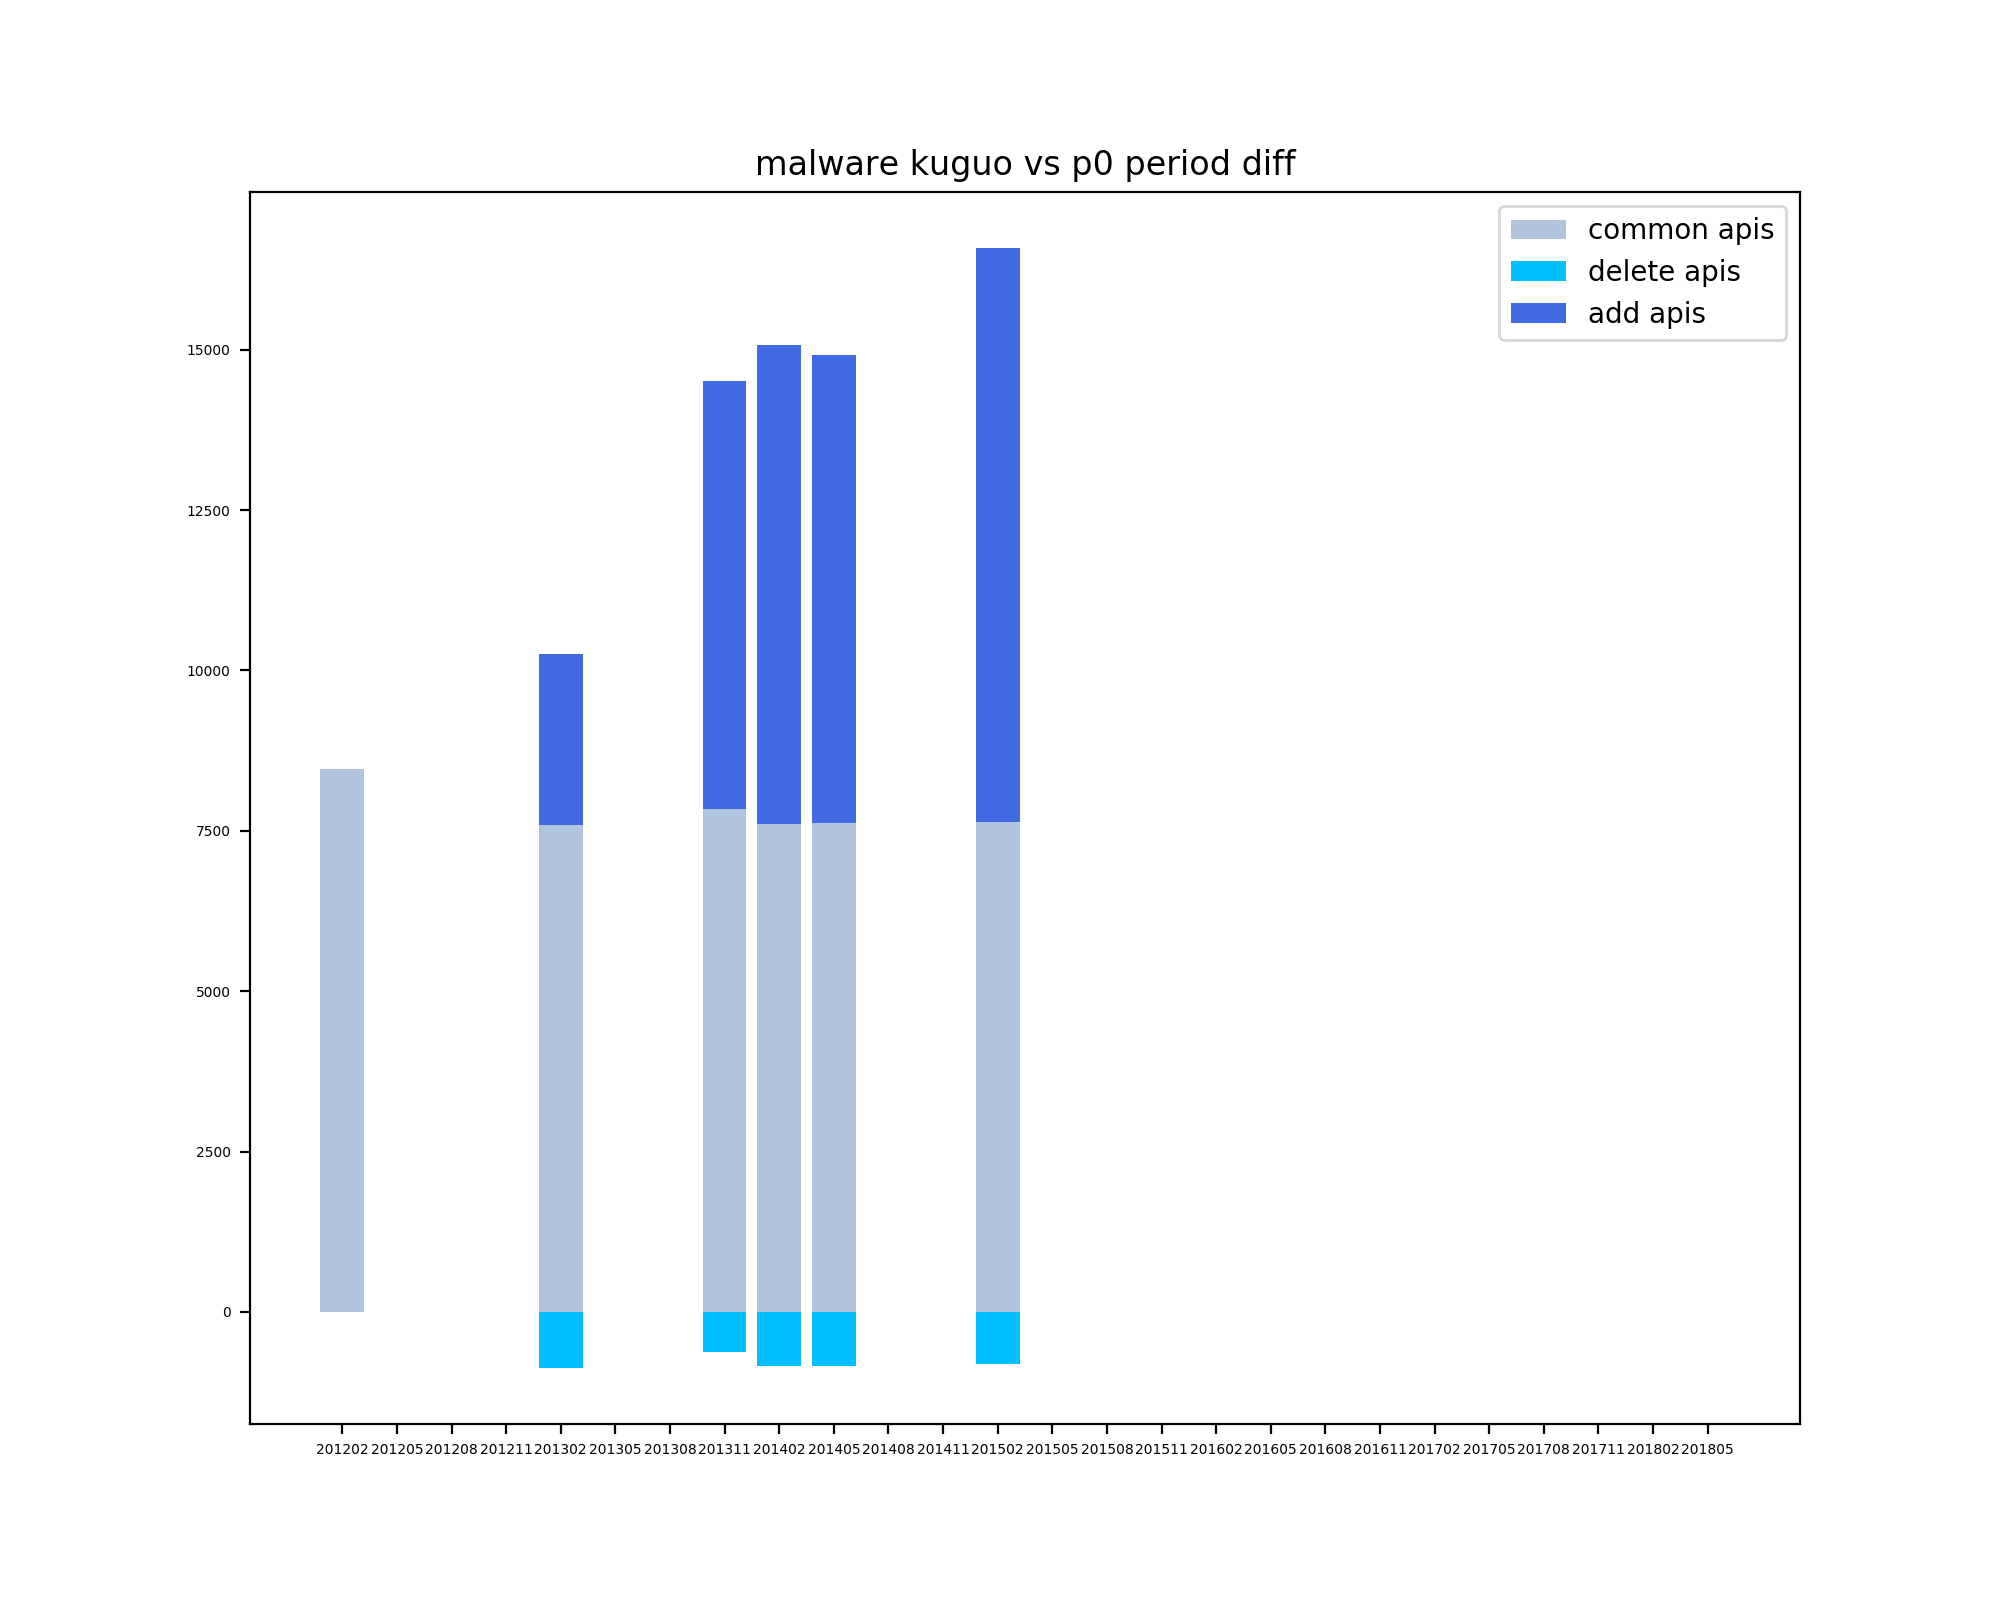 malware kuguo vs p0 period diff
common apis
delete apis
add apis
15000
12500
10000
7500
5000
2500
0
201202 201205 201208 201211 201302 201305 201308 201311 201402 201405 201408 201411 201502 201505 201508 201511 201602 201605 201608 201611 201702 201705 201708 201711 201802 201805